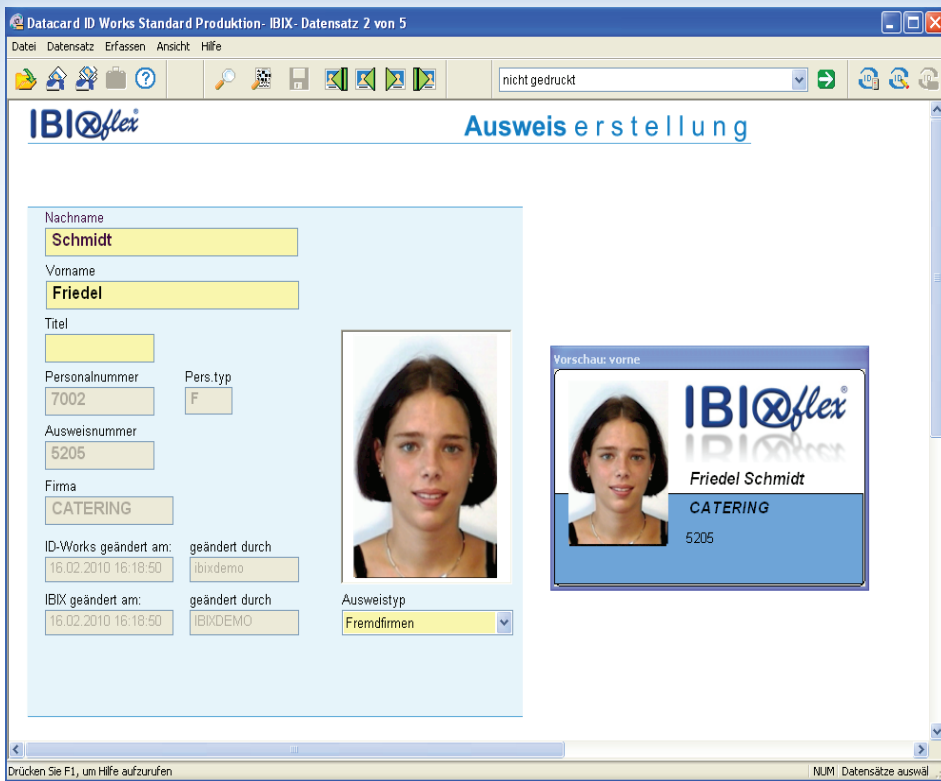 Datacard ID Works Standard Produktion- IBIX- Datensatz 2 von 5
Datei Datensatz Erfassen Ansicht Hilfe
nicht gedruckt
IBIXflex
Ausweiserstellung
Nachname
Schmidt
Vorname
Friedel
Titel
Personalnummer Pers.typ
7002 F
Ausweisnummer
5205
Firma
CATERING
ID-Works geändert am: geändert durch
16.02.2010 16:18:50 ibixdemo
IBIX geändert am: geändert durch
16.02.2010 16:18:50 IBIXDEMO
Ausweistyp
Fremdfirmen
Vorschau: vorne
IBIXflex®
Friedel Schmidt
CATERING
5205
Drücken Sie F1, um Hilfe aufzurufen
NUM Datensätze auswäl